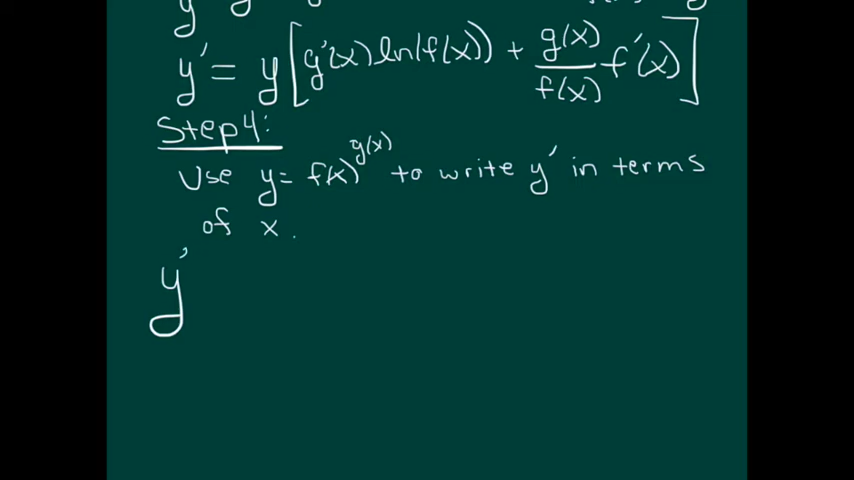 y' = y [ g'(x) ln(f(x)) + g(x)/f(x) f'(x) ]
Step 4:
Use y = f(x)^g(x) to write y' in terms
of x.
y'